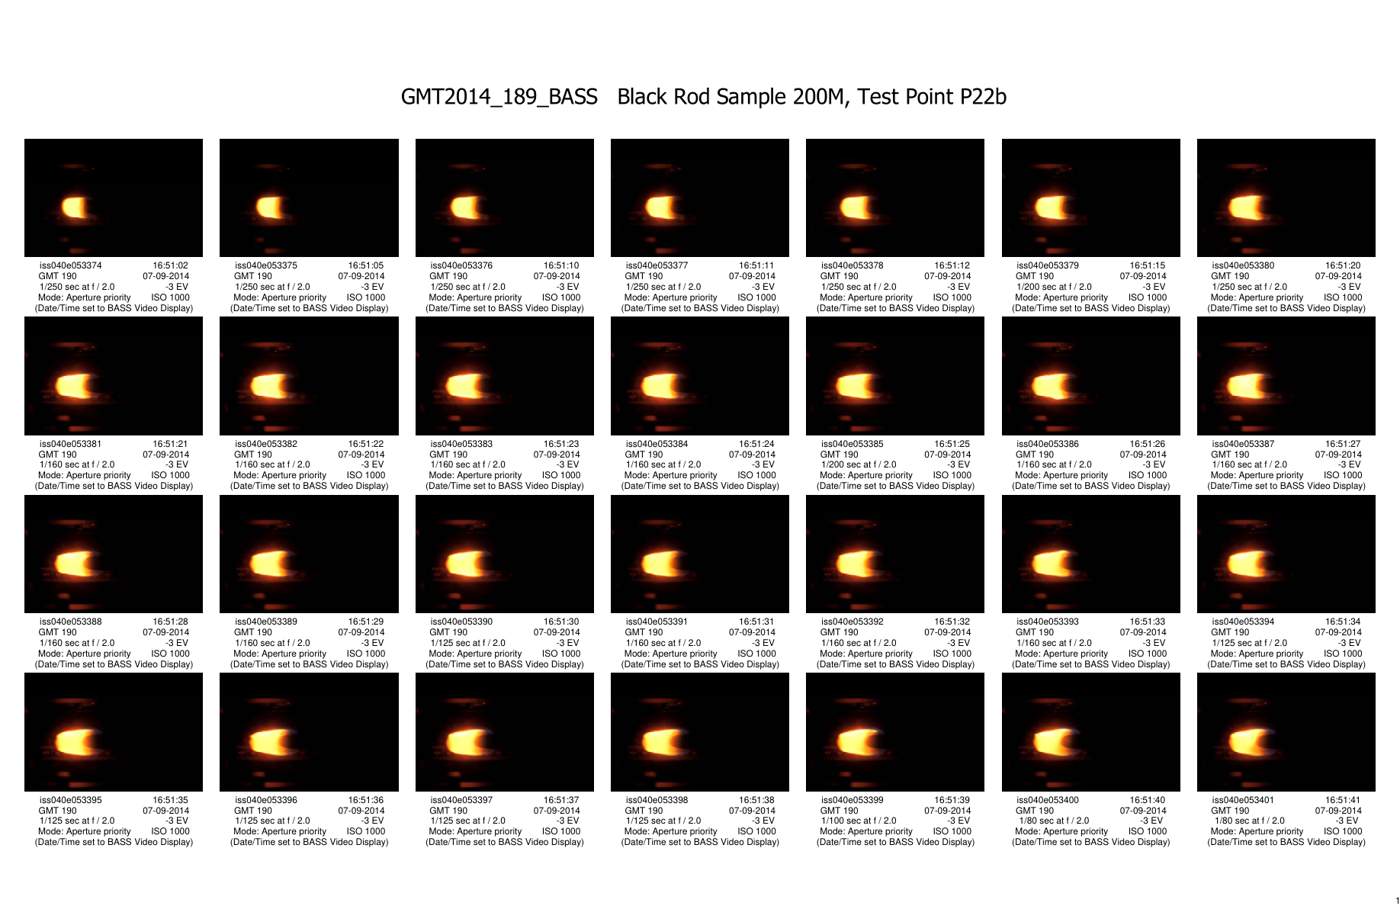 GMT2014_189_BASS Black Rod Sample 200M, Test Point P22b
iss040e053374 16:51:02
GMT 190 07-09-2014
1/250 sec at f / 2.0 -3 EV
Mode: Aperture priority ISO 1000
(Date/Time set to BASS Video Display)
iss040e053375 16:51:05
GMT 190 07-09-2014
1/250 sec at f / 2.0 -3 EV
Mode: Aperture priority ISO 1000
(Date/Time set to BASS Video Display)
iss040e053376 16:51:10
GMT 190 07-09-2014
1/250 sec at f / 2.0 -3 EV
Mode: Aperture priority ISO 1000
(Date/Time set to BASS Video Display)
iss040e053377 16:51:11
GMT 190 07-09-2014
1/250 sec at f / 2.0 -3 EV
Mode: Aperture priority ISO 1000
(Date/Time set to BASS Video Display)
iss040e053378 16:51:12
GMT 190 07-09-2014
1/250 sec at f / 2.0 -3 EV
Mode: Aperture priority ISO 1000
(Date/Time set to BASS Video Display)
iss040e053379 16:51:15
GMT 190 07-09-2014
1/200 sec at f / 2.0 -3 EV
Mode: Aperture priority ISO 1000
(Date/Time set to BASS Video Display)
iss040e053380 16:51:20
GMT 190 07-09-2014
1/250 sec at f / 2.0 -3 EV
Mode: Aperture priority ISO 1000
(Date/Time set to BASS Video Display)
iss040e053381 16:51:21
GMT 190 07-09-2014
1/160 sec at f / 2.0 -3 EV
Mode: Aperture priority ISO 1000
(Date/Time set to BASS Video Display)
iss040e053382 16:51:22
GMT 190 07-09-2014
1/160 sec at f / 2.0 -3 EV
Mode: Aperture priority ISO 1000
(Date/Time set to BASS Video Display)
iss040e053383 16:51:23
GMT 190 07-09-2014
1/160 sec at f / 2.0 -3 EV
Mode: Aperture priority ISO 1000
(Date/Time set to BASS Video Display)
iss040e053384 16:51:24
GMT 190 07-09-2014
1/160 sec at f / 2.0 -3 EV
Mode: Aperture priority ISO 1000
(Date/Time set to BASS Video Display)
iss040e053385 16:51:25
GMT 190 07-09-2014
1/200 sec at f / 2.0 -3 EV
Mode: Aperture priority ISO 1000
(Date/Time set to BASS Video Display)
iss040e053386 16:51:26
GMT 190 07-09-2014
1/160 sec at f / 2.0 -3 EV
Mode: Aperture priority ISO 1000
(Date/Time set to BASS Video Display)
iss040e053387 16:51:27
GMT 190 07-09-2014
1/160 sec at f / 2.0 -3 EV
Mode: Aperture priority ISO 1000
(Date/Time set to BASS Video Display)
iss040e053388 16:51:28
GMT 190 07-09-2014
1/160 sec at f / 2.0 -3 EV
Mode: Aperture priority ISO 1000
(Date/Time set to BASS Video Display)
iss040e053389 16:51:29
GMT 190 07-09-2014
1/160 sec at f / 2.0 -3 EV
Mode: Aperture priority ISO 1000
(Date/Time set to BASS Video Display)
iss040e053390 16:51:30
GMT 190 07-09-2014
1/125 sec at f / 2.0 -3 EV
Mode: Aperture priority ISO 1000
(Date/Time set to BASS Video Display)
iss040e053391 16:51:31
GMT 190 07-09-2014
1/160 sec at f / 2.0 -3 EV
Mode: Aperture priority ISO 1000
(Date/Time set to BASS Video Display)
iss040e053392 16:51:32
GMT 190 07-09-2014
1/160 sec at f / 2.0 -3 EV
Mode: Aperture priority ISO 1000
(Date/Time set to BASS Video Display)
iss040e053393 16:51:33
GMT 190 07-09-2014
1/160 sec at f / 2.0 -3 EV
Mode: Aperture priority ISO 1000
(Date/Time set to BASS Video Display)
iss040e053394 16:51:34
GMT 190 07-09-2014
1/125 sec at f / 2.0 -3 EV
Mode: Aperture priority ISO 1000
(Date/Time set to BASS Video Display)
iss040e053395 16:51:35
GMT 190 07-09-2014
1/125 sec at f / 2.0 -3 EV
Mode: Aperture priority ISO 1000
(Date/Time set to BASS Video Display)
iss040e053396 16:51:36
GMT 190 07-09-2014
1/125 sec at f / 2.0 -3 EV
Mode: Aperture priority ISO 1000
(Date/Time set to BASS Video Display)
iss040e053397 16:51:37
GMT 190 07-09-2014
1/125 sec at f / 2.0 -3 EV
Mode: Aperture priority ISO 1000
(Date/Time set to BASS Video Display)
iss040e053398 16:51:38
GMT 190 07-09-2014
1/125 sec at f / 2.0 -3 EV
Mode: Aperture priority ISO 1000
(Date/Time set to BASS Video Display)
iss040e053399 16:51:39
GMT 190 07-09-2014
1/100 sec at f / 2.0 -3 EV
Mode: Aperture priority ISO 1000
(Date/Time set to BASS Video Display)
iss040e053400 16:51:40
GMT 190 07-09-2014
1/80 sec at f / 2.0 -3 EV
Mode: Aperture priority ISO 1000
(Date/Time set to BASS Video Display)
iss040e053401 16:51:41
GMT 190 07-09-2014
1/80 sec at f / 2.0 -3 EV
Mode: Aperture priority ISO 1000
(Date/Time set to BASS Video Display)